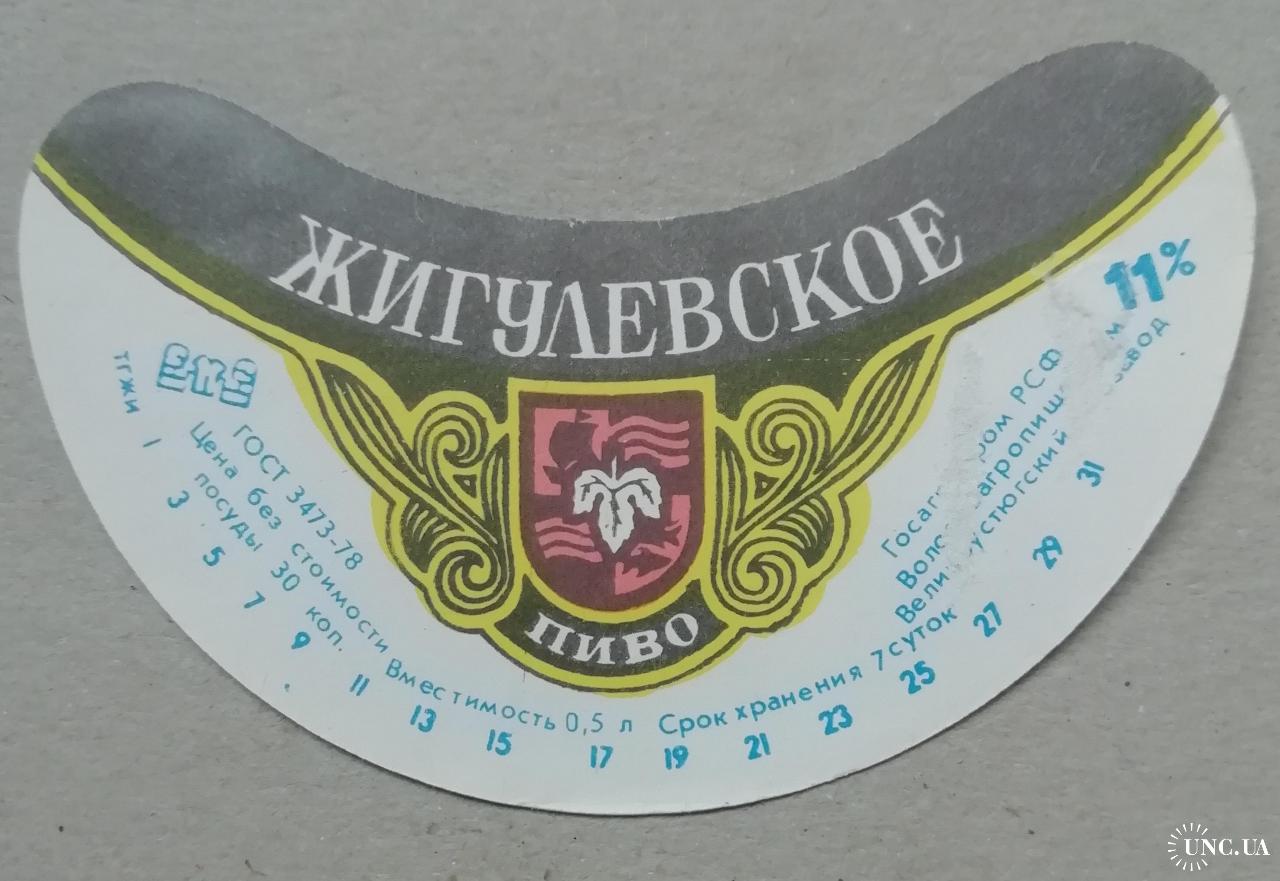 ЖИГУЛЕВСКОЕ
ПИВО
ТГЖИ
ГОСТ 3473-78
Цена без стоимости
посуды 30 коп.
Вместимость 0,5 л
Срок хранения 7 суток
11%
РСФ
1 3 5 7 9 11 13 15 17 19 21 23 25 27 29 31
UNC.UA